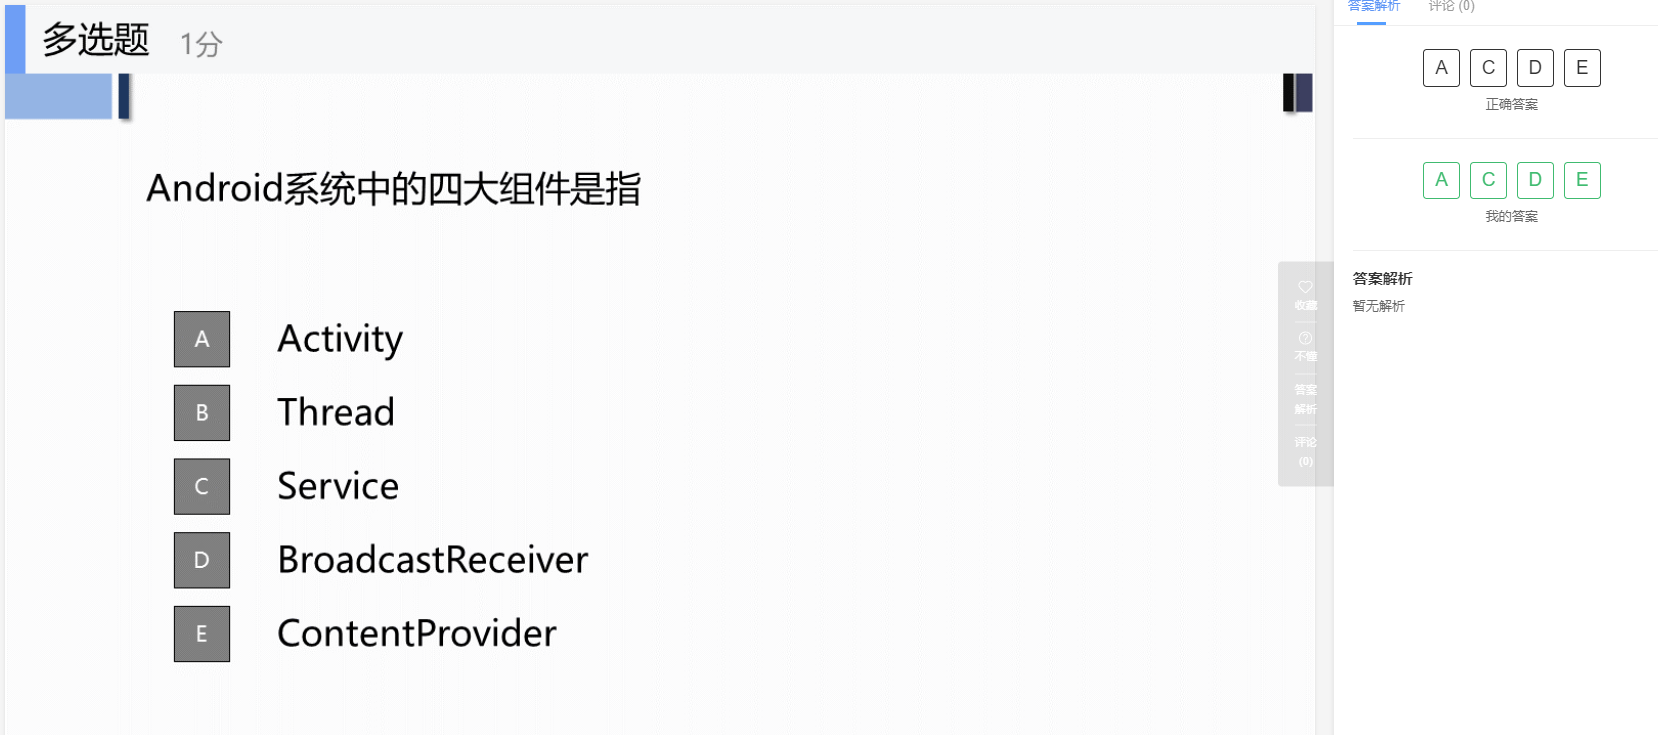 多选题 1分
Android系统中的四大组件是指
A Activity
B Thread
C Service
D BroadcastReceiver
E ContentProvider
收藏
不懂
答案
解析
评论
(0)
答案解析 评论 (0)
A C D E
正确答案
A C D E
我的答案
答案解析
暂无解析